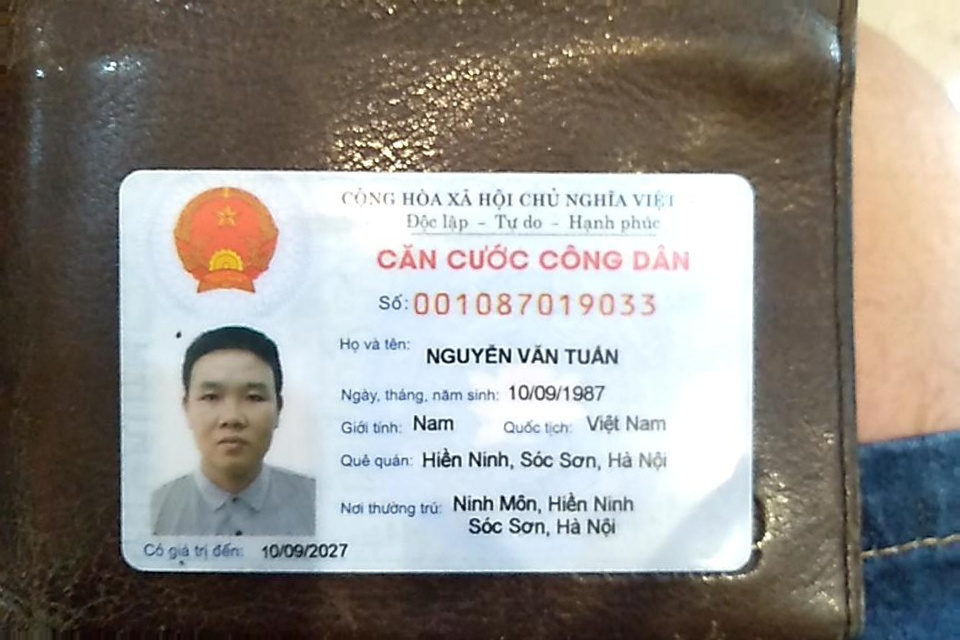 CỘNG HÒA XÃ HỘI CHỦ NGHĨA VIỆT
Độc lập - Tự do - Hạnh phúc
CĂN CƯỚC CÔNG DÂN
Số: 001087019033
Họ và tên: NGUYỄN VĂN TUẤN
Ngày, tháng, năm sinh: 10/09/1987
Giới tính: Nam Quốc tịch: Việt Nam
Quê quán: Hiền Ninh, Sóc Sơn, Hà Nội
Nơi thường trú: Ninh Môn, Hiền Ninh
Sóc Sơn, Hà Nội
Có giá trị đến: 10/09/2027